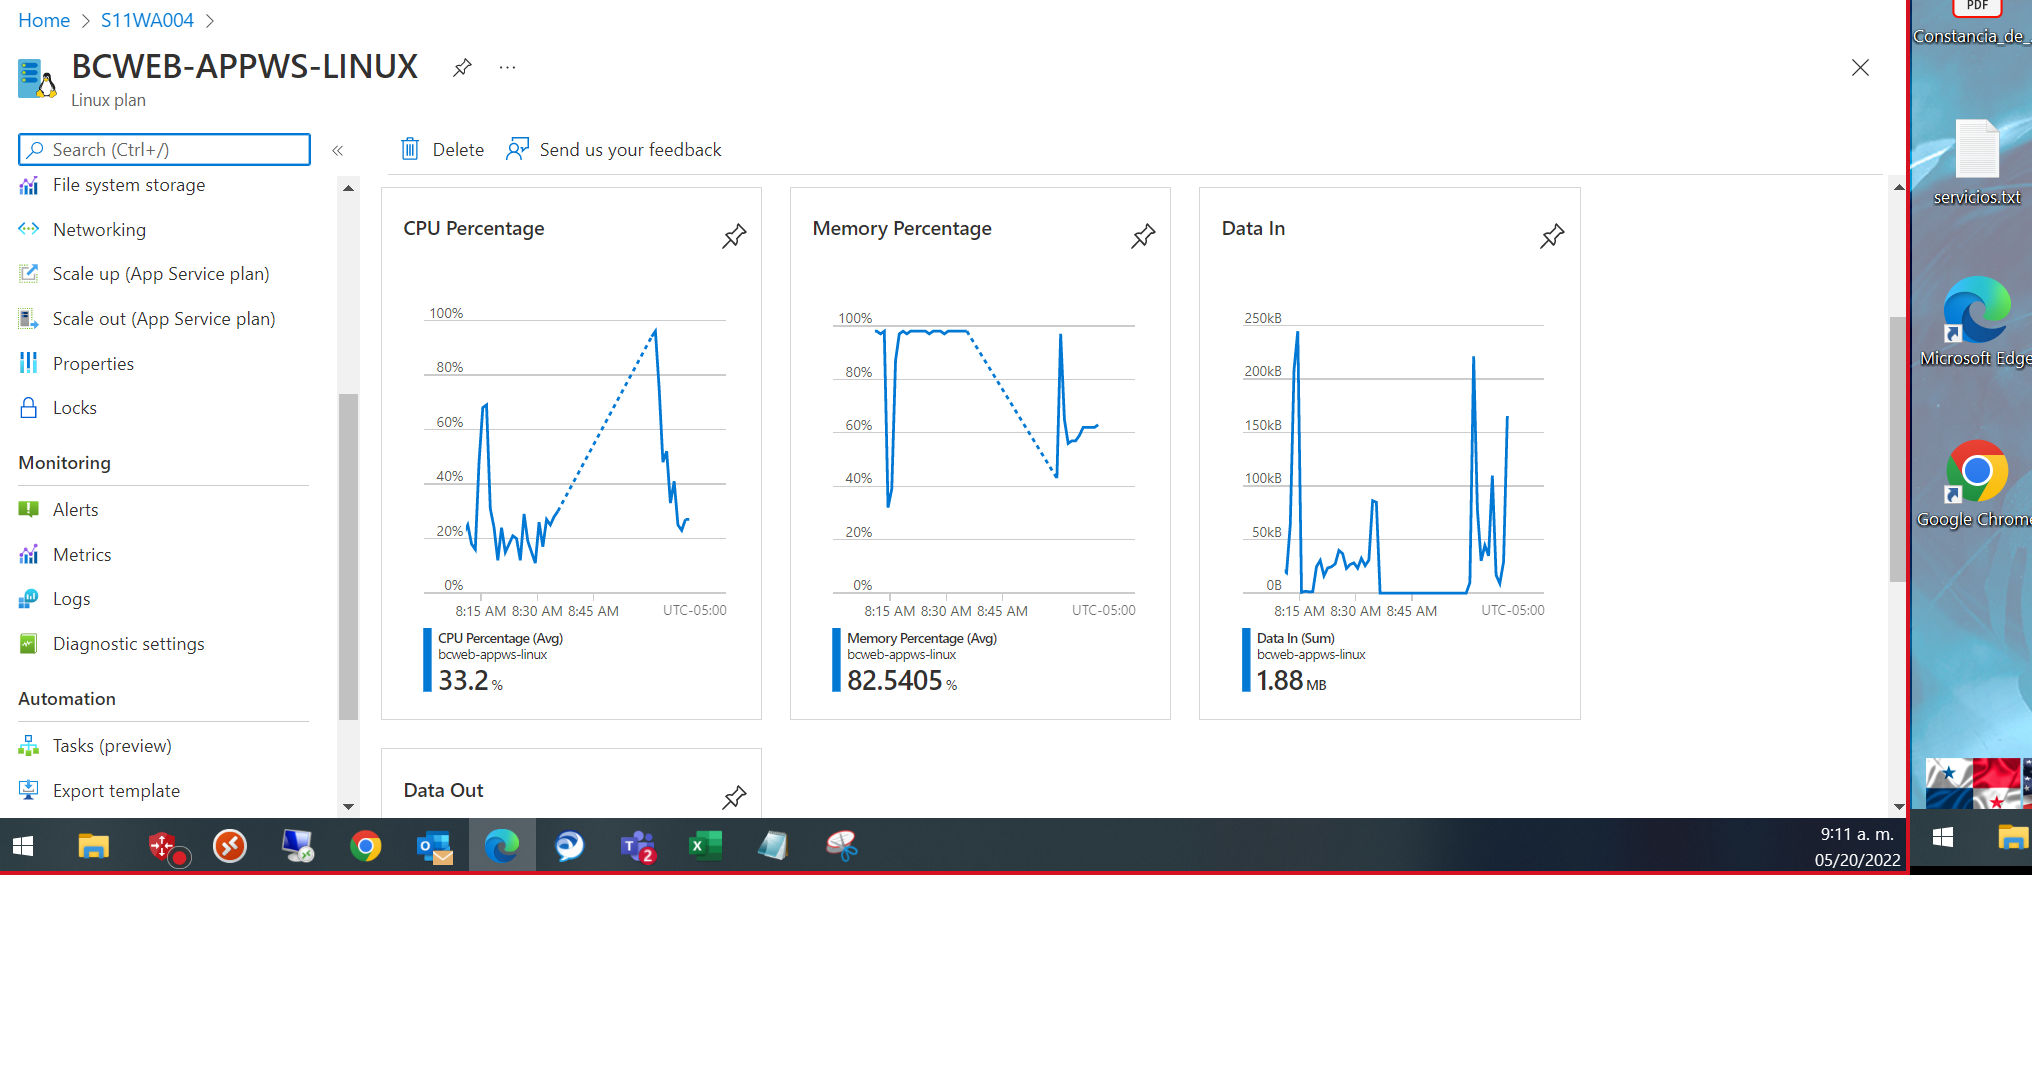 Home > S11WA004 >
BCWEB-APPWS-LINUX
...
Linux plan
Search (Ctrl+/)
«
Delete
Send us your feedback
File system storage
Networking
Scale up (App Service plan)
Scale out (App Service plan)
Properties
Locks
Monitoring
Alerts
Metrics
Logs
Diagnostic settings
Automation
Tasks (preview)
Export template
CPU Percentage
100%
80%
60%
40%
20%
0%
8:15 AM 8:30 AM 8:45 AM UTC-05:00
CPU Percentage (Avg)
bcweb-appws-linux
33.2 %
Memory Percentage
100%
80%
60%
40%
20%
0%
8:15 AM 8:30 AM 8:45 AM UTC-05:00
Memory Percentage (Avg)
bcweb-appws-linux
82.5405 %
Data In
250kB
200kB
150kB
100kB
50kB
0B
8:15 AM 8:30 AM 8:45 AM UTC-05:00
Data In (Sum)
bcweb-appws-linux
1.88 MB
Data Out
PDF
Constancia_de_...
servicios.txt
Microsoft Edge
Google Chrome
9:11 a. m.
05/20/2022
2